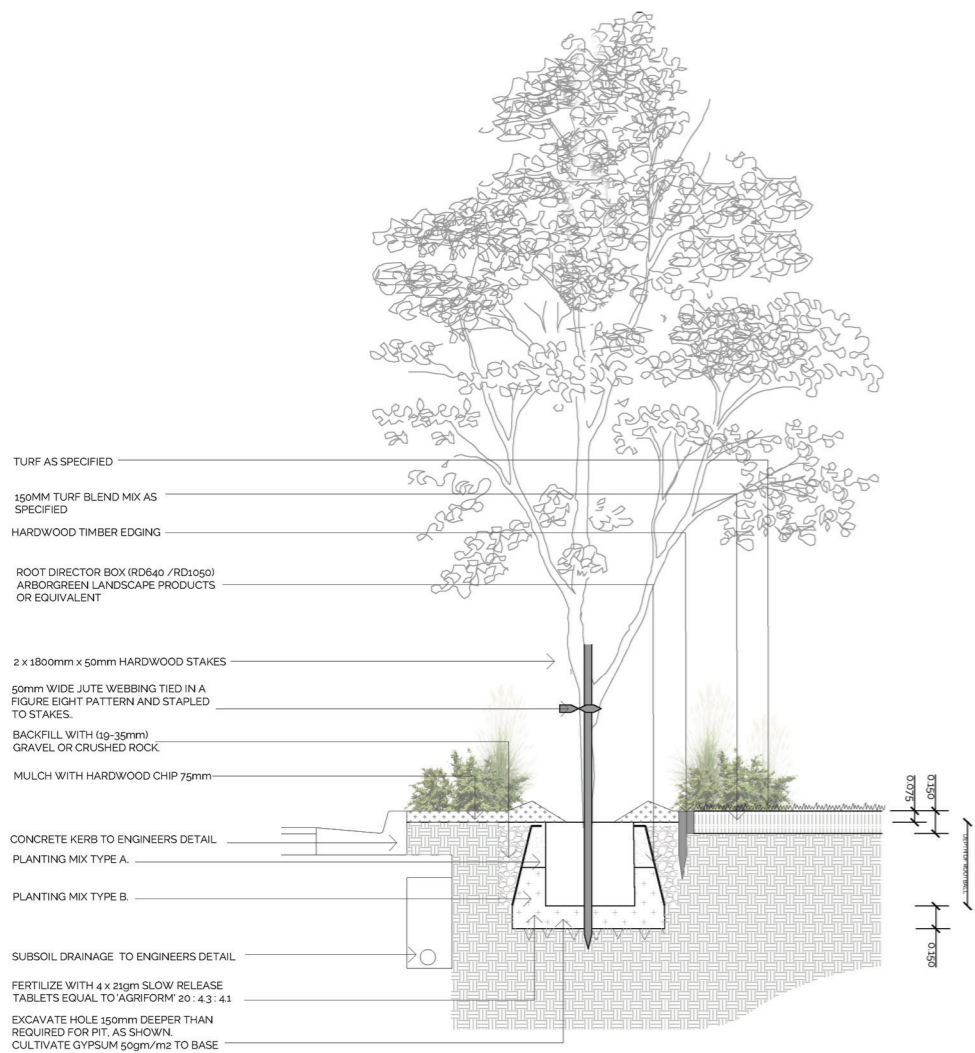 TURF AS SPECIFIED
150MM TURF BLEND MIX AS
SPECIFIED
HARDWOOD TIMBER EDGING
ROOT DIRECTOR BOX (RD640 /RD1050)
ARBORGREEN LANDSCAPE PRODUCTS
OR EQUIVALENT
2 x 1800mm x 50mm HARDWOOD STAKES
50mm WIDE JUTE WEBBING TIED IN A
FIGURE EIGHT PATTERN AND STAPLED
TO STAKES..
BACKFILL WITH (19-35mm)
GRAVEL OR CRUSHED ROCK.
MULCH WITH HARDWOOD CHIP 75mm
CONCRETE KERB TO ENGINEERS DETAIL
PLANTING MIX TYPE A.
PLANTING MIX TYPE B.
SUBSOIL DRAINAGE TO ENGINEERS DETAIL
FERTILIZE WITH 4 x 21gm SLOW RELEASE
TABLETS EQUAL TO 'AGRIFORM' 20 : 4.3 : 4.1
EXCAVATE HOLE 150mm DEEPER THAN
REQUIRED FOR PIT, AS SHOWN.
CULTIVATE GYPSUM 50gm/m2 TO BASE
0.075
0.150
DEPTH OF ROOTBALL
0.150